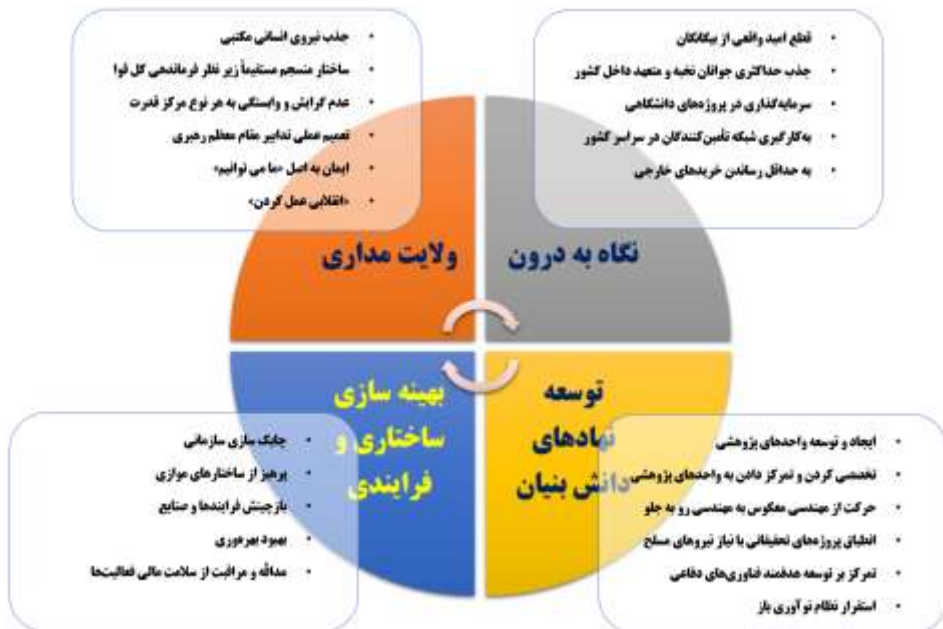 قطع امید واقعی از بیگانگان
جذب حداکثری جوانان نخبه و متعهد داخل کشور
سرمایه‌گذاری در پروژه‌های دانشگاهی
به‌کارگیری شبکه تأمین‌کنندگان در سراسر کشور
به حداقل رساندن خریدهای خارجی
نگاه به درون
جذب نیروی انسانی مکتبی
ساختار منسجم مستقیماً زیر نظر فرماندهی کل قوا
عدم گرایش و وابستگی به هر نوع مرکز قدرت
تعمیم عملی تدابیر مقام معظم رهبری
ایمان به اصل «ما می توانیم»
«انقلابی عمل کردن»
ولایت مداری
توسعه
نهادهای
دانش بنیان
ایجاد و توسعه واحدهای پژوهشی
تخصصی کردن و تمرکز دادن به واحدهای پژوهشی
حرکت از مهندسی معکوس به مهندسی رو به جلو
انطباق پروژه‌های تحقیقاتی با نیاز نیروهای مسلح
تمرکز بر توسعه هدفمند فناوری‌های دفاعی
استقرار نظام نوآوری باز
بهینه سازی
ساختاری و
فرایندی
چابک سازی سازمانی
پرهیز از ساختارهای موازی
بازچینش فرایندها و صنایع
بهبود بهره‌وری
مداقه و مراقبت از سلامت مالی فعالیت‌ها